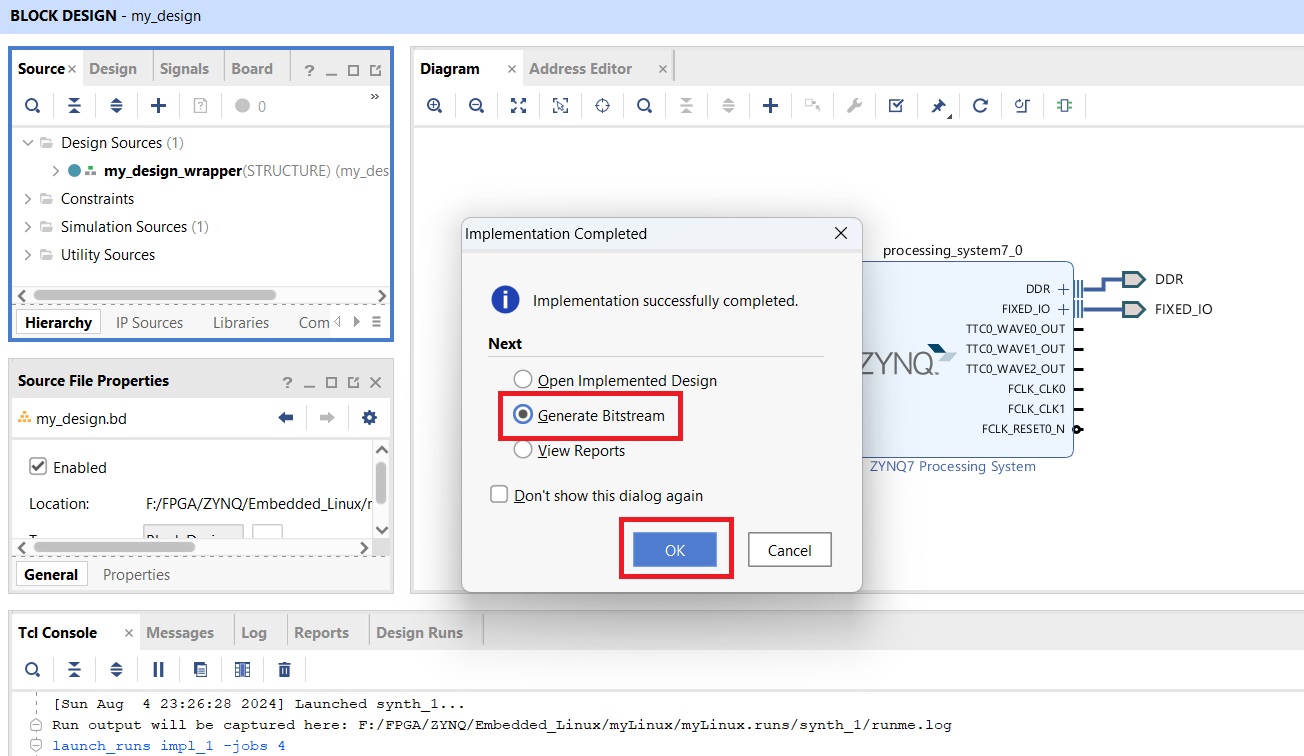 BLOCK DESIGN - my_design
Source Design Signals Board ?
0 »
Design Sources (1)
my_design_wrapper(STRUCTURE) (my_des
Constraints
Simulation Sources (1)
Utility Sources
Hierarchy IP Sources Libraries Com
Source File Properties ?
my_design.bd
Enabled
Location: F:/FPGA/ZYNQ/Embedded_Linux/
General Properties
Diagram Address Editor
processing_system7_0
DDR
FIXED_IO
TTC0_WAVE0_OUT
TTC0_WAVE1_OUT
TTC0_WAVE2_OUT
FCLK_CLK0
FCLK_CLK1
FCLK_RESET0_N
DDR
FIXED_IO
ZYNQ
ZYNQ7 Processing System
Implementation Completed
i Implementation successfully completed.
Next
Open Implemented Design
Generate Bitstream
View Reports
Don't show this dialog again
OK Cancel
Tcl Console Messages Log Reports Design Runs
[Sun Aug  4 23:26:28 2024] Launched synth_1...
Run output will be captured here: F:/FPGA/ZYNQ/Embedded_Linux/myLinux/myLinux.runs/synth_1/runme.log
launch_runs impl_1 -jobs 4